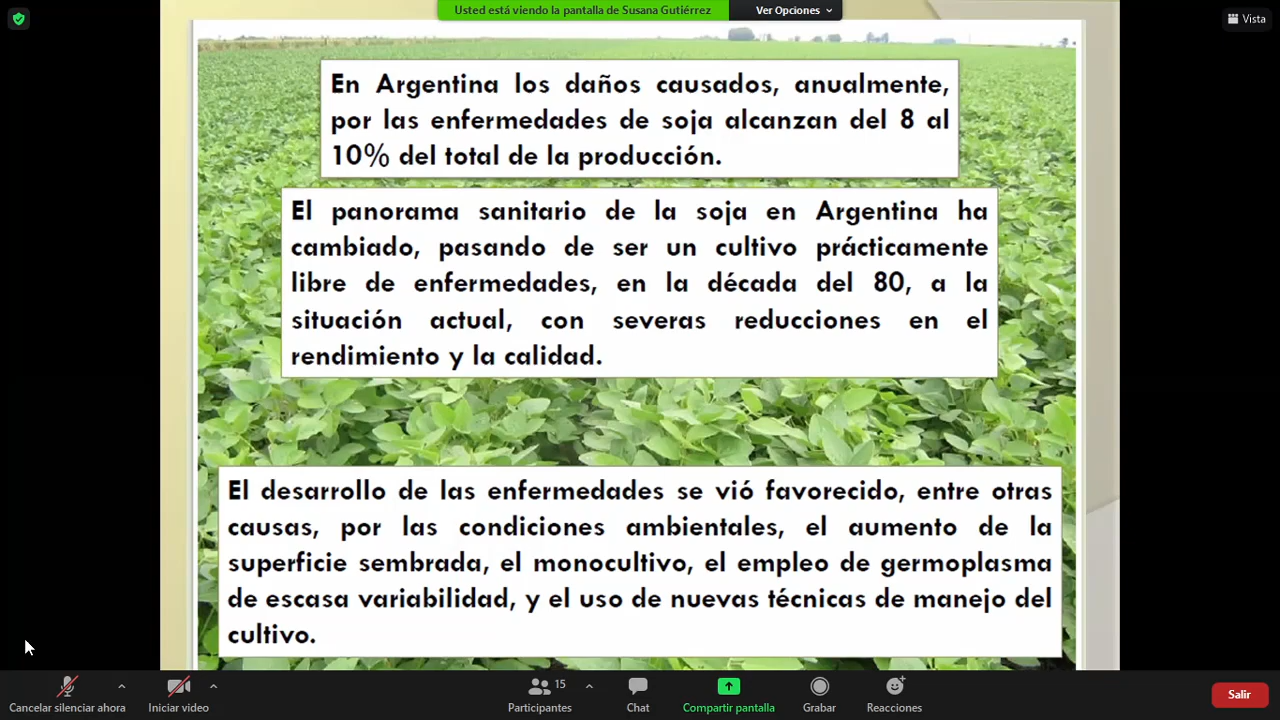 Usted está viendo la pantalla de Susana Gutiérrez
Ver Opciones
Vista
En Argentina los daños causados, anualmente,
por las enfermedades de soja alcanzan del 8 al
10% del total de la producción.
El panorama sanitario de la soja en Argentina ha
cambiado, pasando de ser un cultivo prácticamente
libre de enfermedades, en la década del 80, a la
situación actual, con severas reducciones en el
rendimiento y la calidad.
El desarrollo de las enfermedades se vió favorecido, entre otras
causas, por las condiciones ambientales, el aumento de la
superficie sembrada, el monocultivo, el empleo de germoplasma
de escasa variabilidad, y el uso de nuevas técnicas de manejo del
cultivo.
Cancelar silenciar ahora
Iniciar video
15
Participantes
Chat
Compartir pantalla
Grabar
Reacciones
Salir